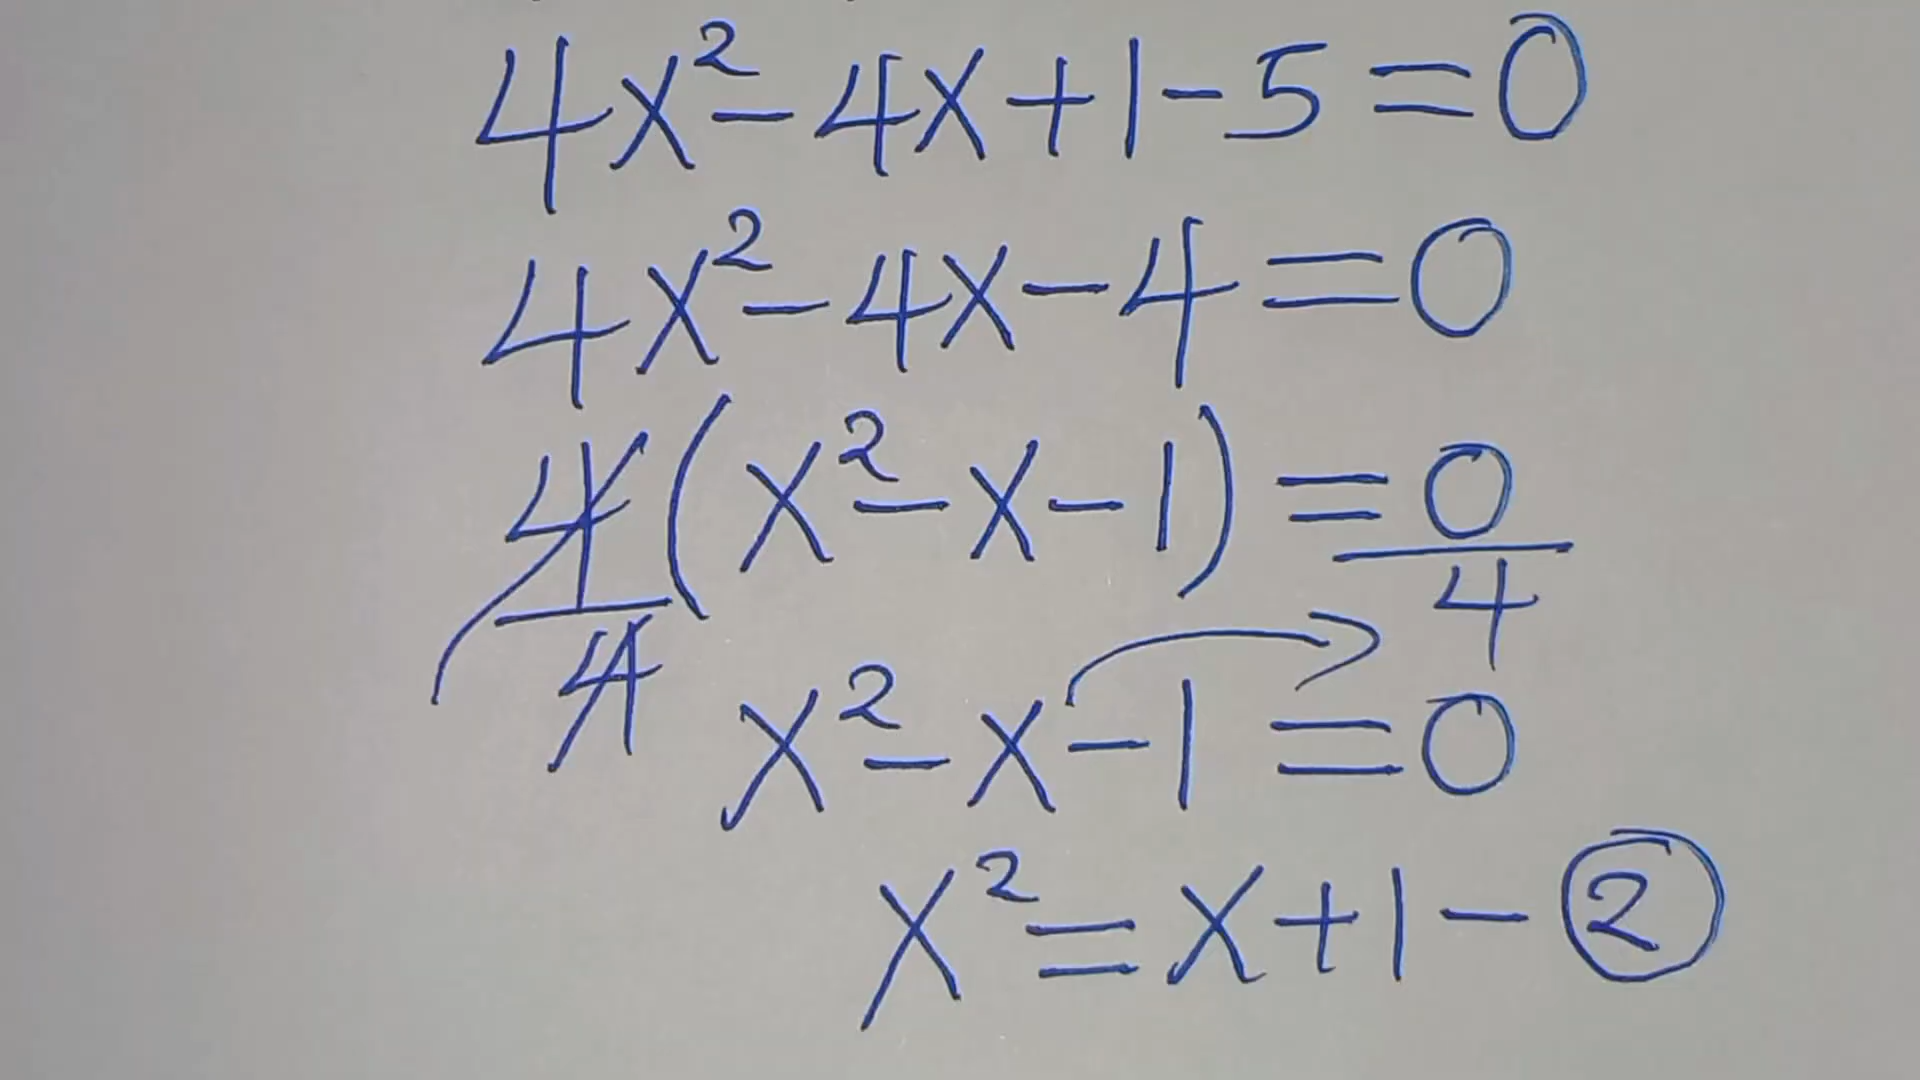 4x² - 4x + 1 - 5 = 0
4x² - 4x - 4 = 0
4/4 (x² - x - 1) = 0/4
x² - x - 1 = 0
x² = x + 1 - ②